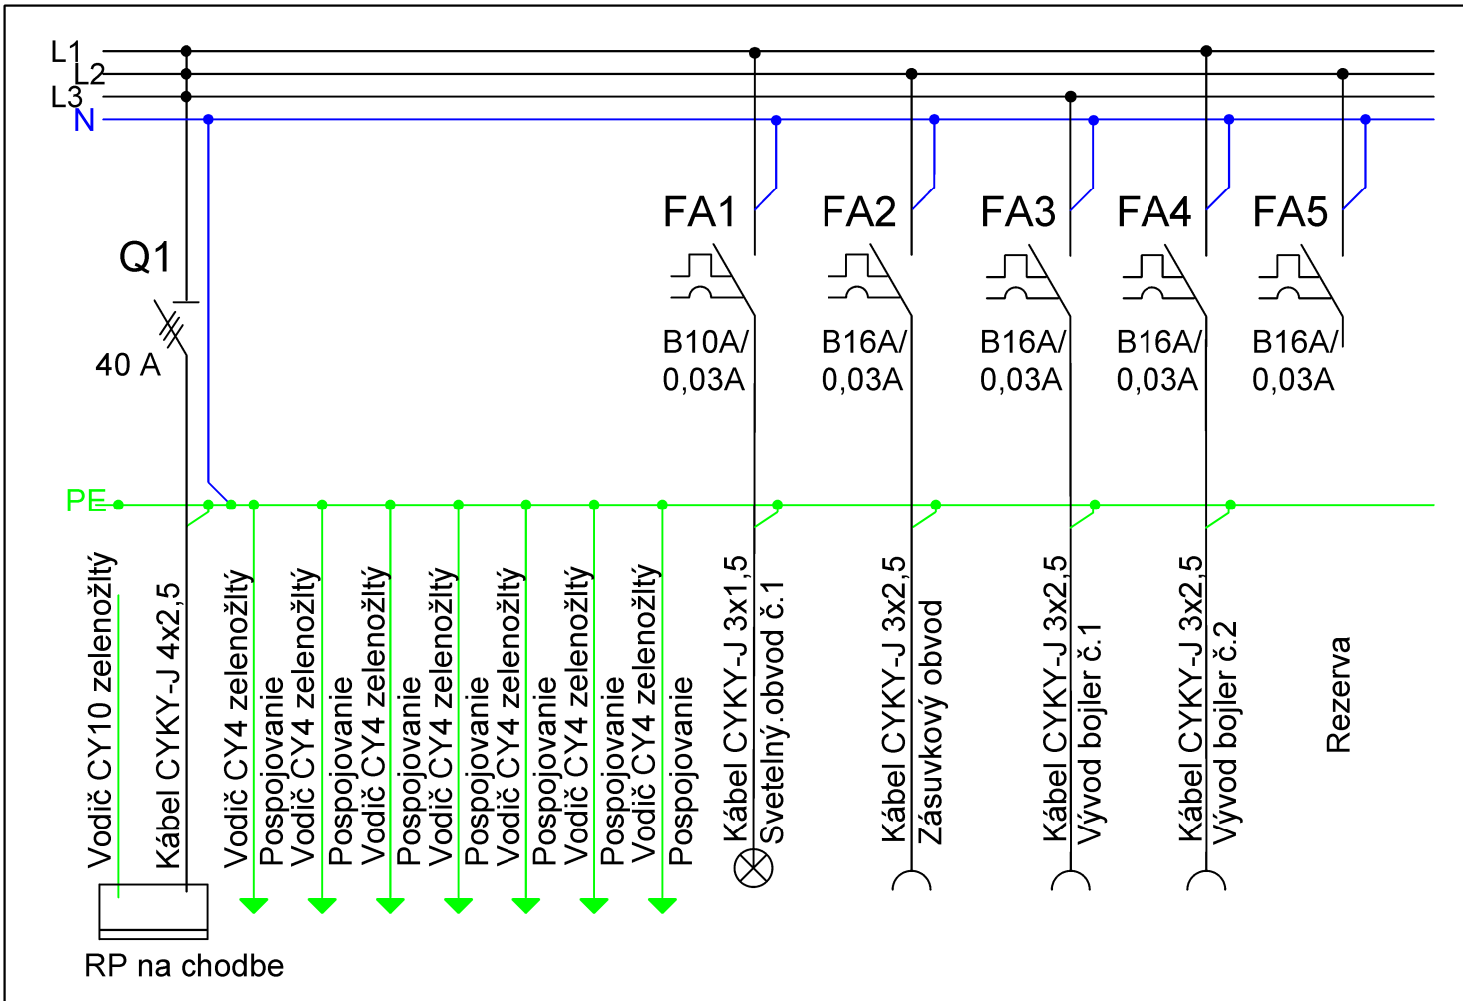 L1
L2
L3
N
Q1
40 A
FA1
B10A/
0,03A
FA2
B16A/
0,03A
FA3
B16A/
0,03A
FA4
B16A/
0,03A
FA5
B16A/
0,03A
PE
Vodič CY10 zelenožltý
Kábel CYKY-J 4x2,5
Vodič CY4 zelenožltý
Pospojovanie
Vodič CY4 zelenožltý
Pospojovanie
Vodič CY4 zelenožltý
Pospojovanie
Vodič CY4 zelenožltý
Pospojovanie
Vodič CY4 zelenožltý
Pospojovanie
Vodič CY4 zelenožltý
Pospojovanie
Vodič CY4 zelenožltý
Pospojovanie
Kábel CYKY-J 3x1,5
Svetelný.obvod č.1
Kábel CYKY-J 3x2,5
Zásuvkový obvod
Kábel CYKY-J 3x2,5
Vývod bojler č.1
Kábel CYKY-J 3x2,5
Vývod bojler č.2
Rezerva
RP na chodbe